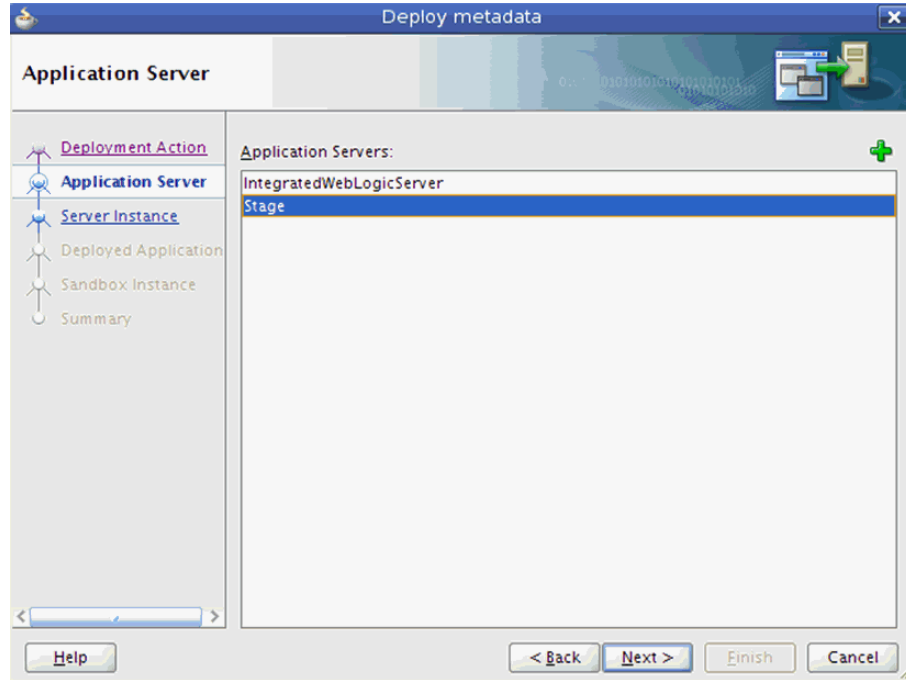 Deploy metadata
Application Server
Deployment Action
Application Server
Server Instance
Deployed Application
Sandbox Instance
Summary
Application Servers:
IntegratedWebLogicServer
Stage
Help
< Back
Next >
Finish
Cancel